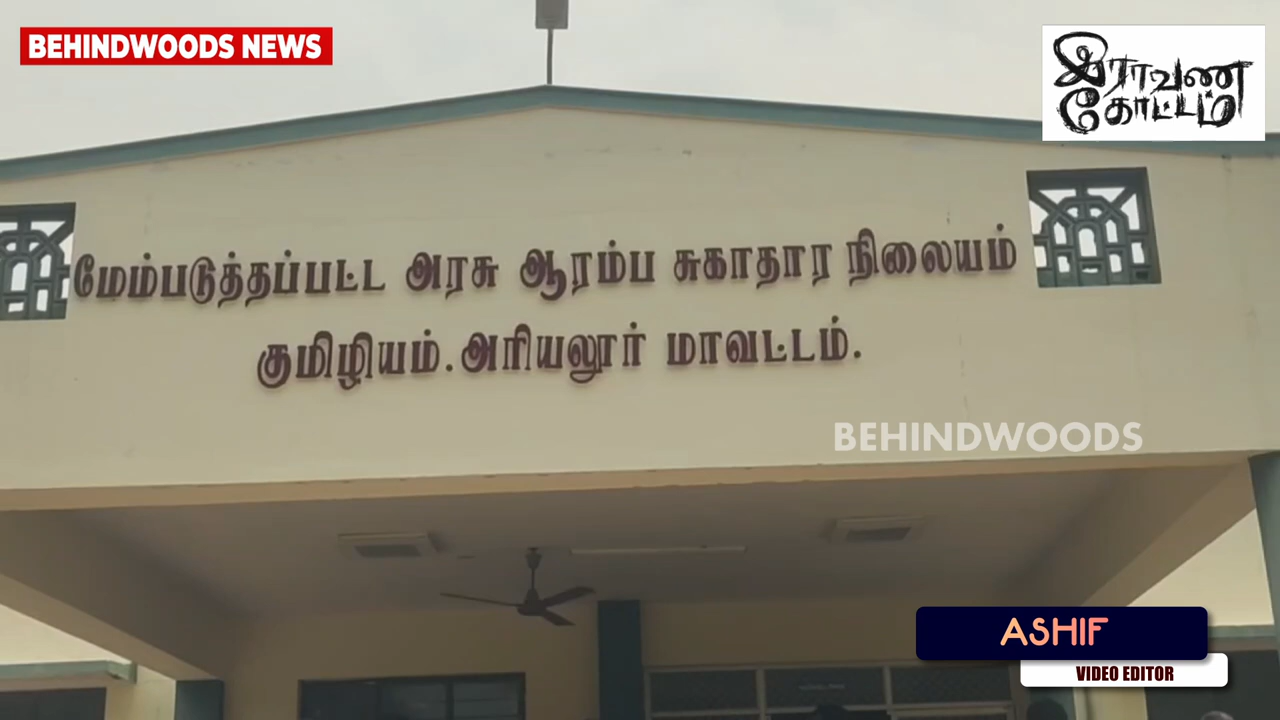 BEHINDWOODS NEWS
இராவண
கோட்டம்
மேம்படுத்தப்பட்ட அரசு ஆரம்ப சுகாதார நிலையம்
குமிழியம்.அரியலூர் மாவட்டம்.
BEHINDWOODS
ASHIF
VIDEO EDITOR